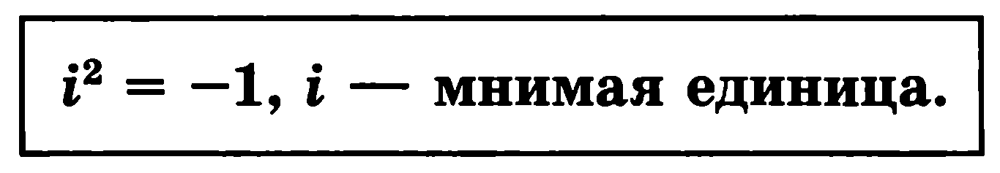 i² = −1, i — мнимая единица.